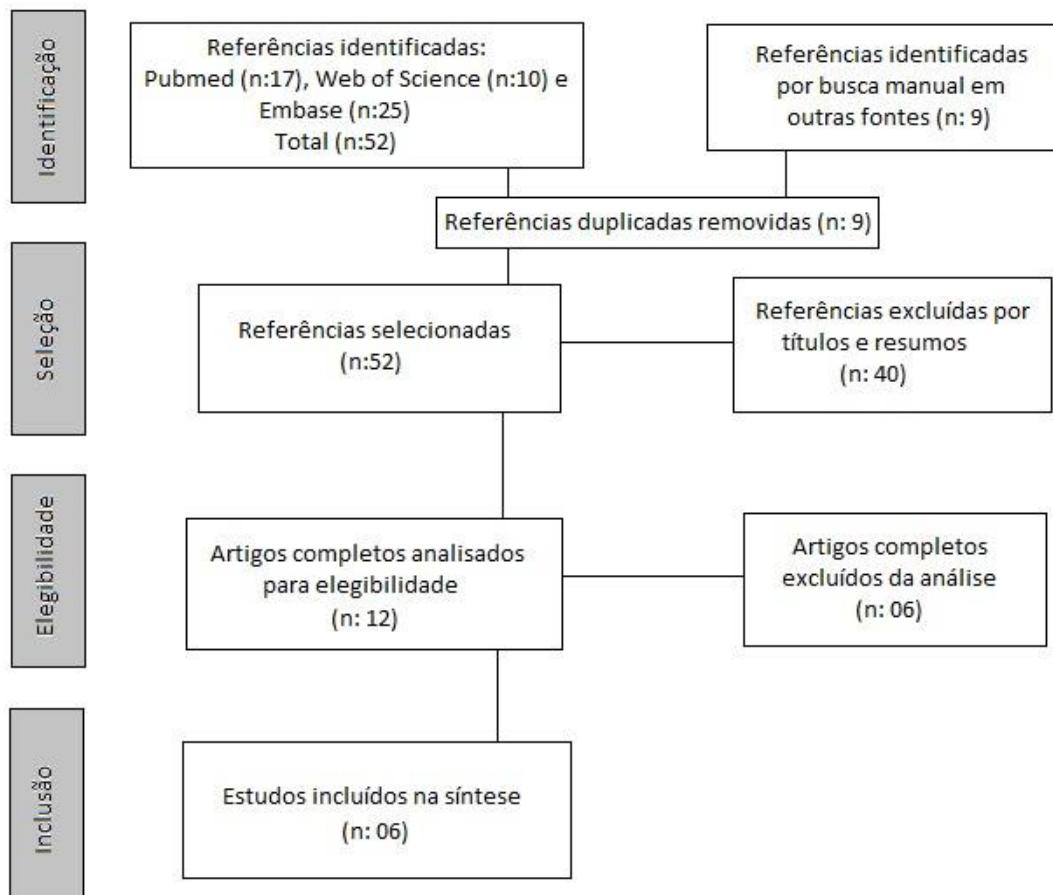 Identificação
Referências identificadas:
Pubmed (n:17), Web of Science (n:10) e
Embase (n:25)
Total (n:52)
Referências identificadas
por busca manual em
outras fontes (n: 9)
Referências duplicadas removidas (n: 9)
Seleção
Referências selecionadas
(n:52)
Referências excluídas por
títulos e resumos
(n: 40)
Elegibilidade
Artigos completos analisados
para elegibilidade
(n: 12)
Artigos completos
excluídos da análise
(n: 06)
Inclusão
Estudos incluídos na síntese
(n: 06)